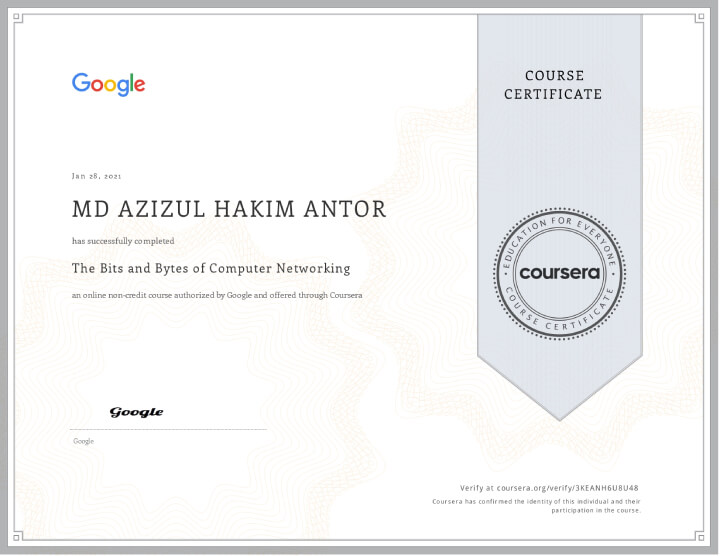 Google
COURSE
CERTIFICATE
Jan 28, 2021
MD AZIZUL HAKIM ANTOR
has successfully completed
The Bits and Bytes of Computer Networking
an online non-credit course authorized by Google and offered through Coursera
EDUCATION FOR EVERYONE
coursera
COURSE CERTIFICATE
Google
Google
Verify at coursera.org/verify/3KEANH6U8U48
Coursera has confirmed the identity of this individual and their
participation in the course.